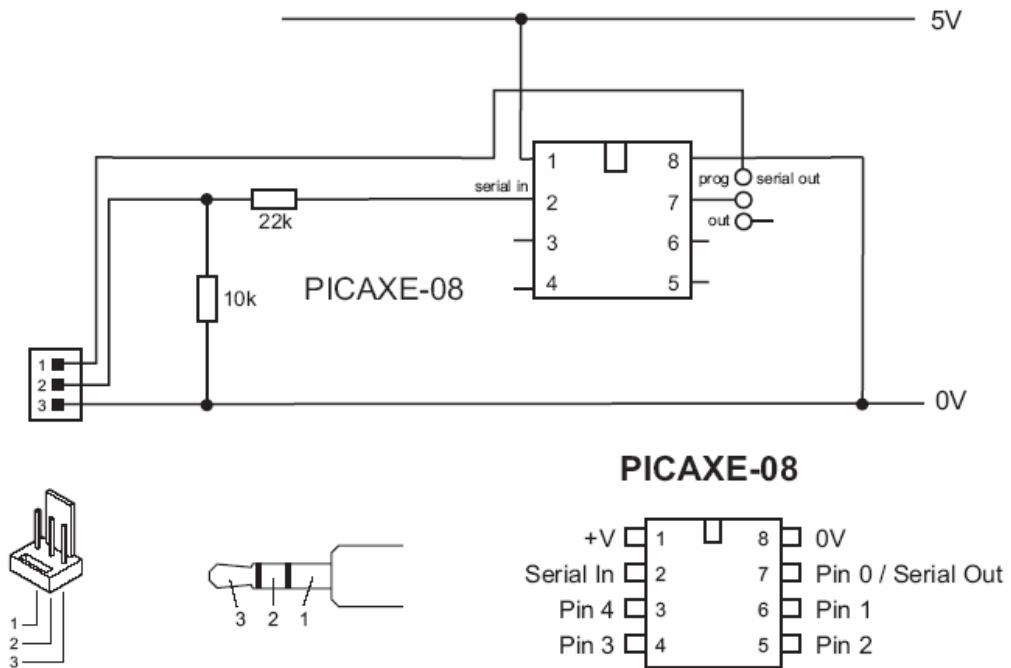 5V
1 8
prog serial out
serial in
2 7
22k
out
3 6
PICAXE-08
10k
4 5
1
2
3
0V
PICAXE-08
+V 1 8 0V
Serial In 2 7 Pin 0 / Serial Out
Pin 4 3 6 Pin 1
Pin 3 4 5 Pin 2
1
2
3
3 2 1